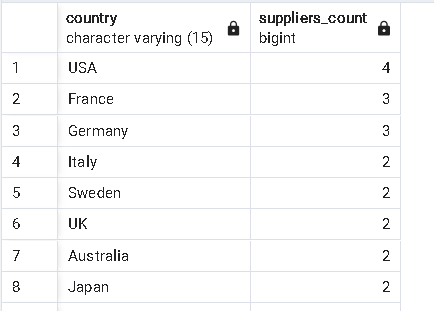 country suppliers_count
character varying (15) bigint
1 USA 4
2 France 3
3 Germany 3
4 Italy 2
5 Sweden 2
6 UK 2
7 Australia 2
8 Japan 2